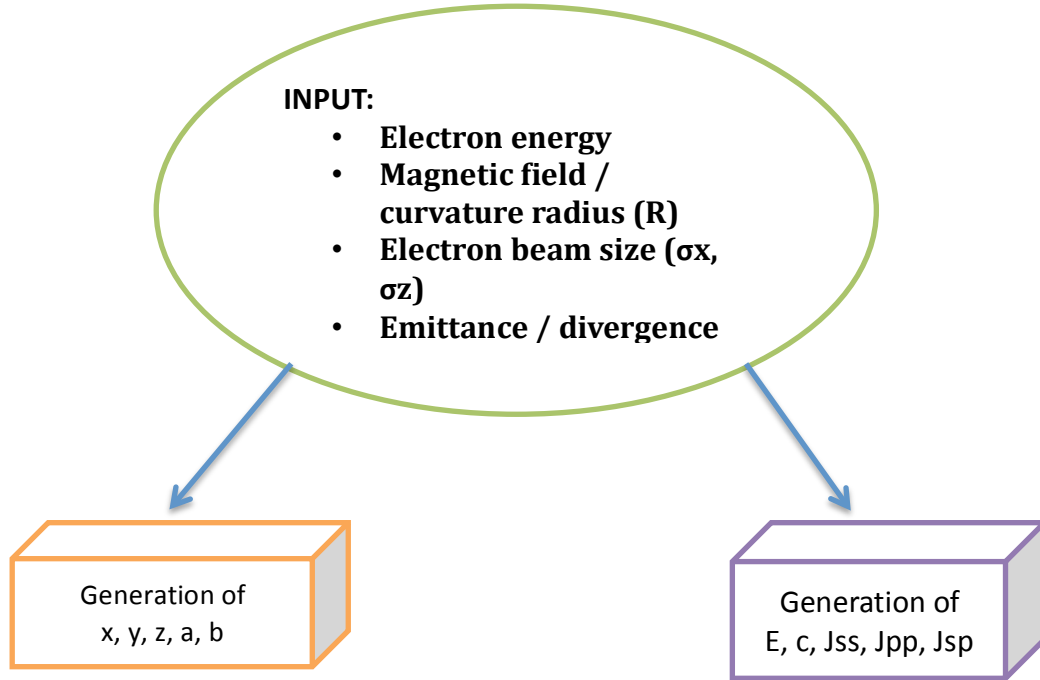 INPUT:
• Electron energy
• Magnetic field /
curvature radius (R)
• Electron beam size (σx,
σz)
• Emittance / divergence
Generation of
x, y, z, a, b
Generation of
E, c, Jss, Jpp, Jsp